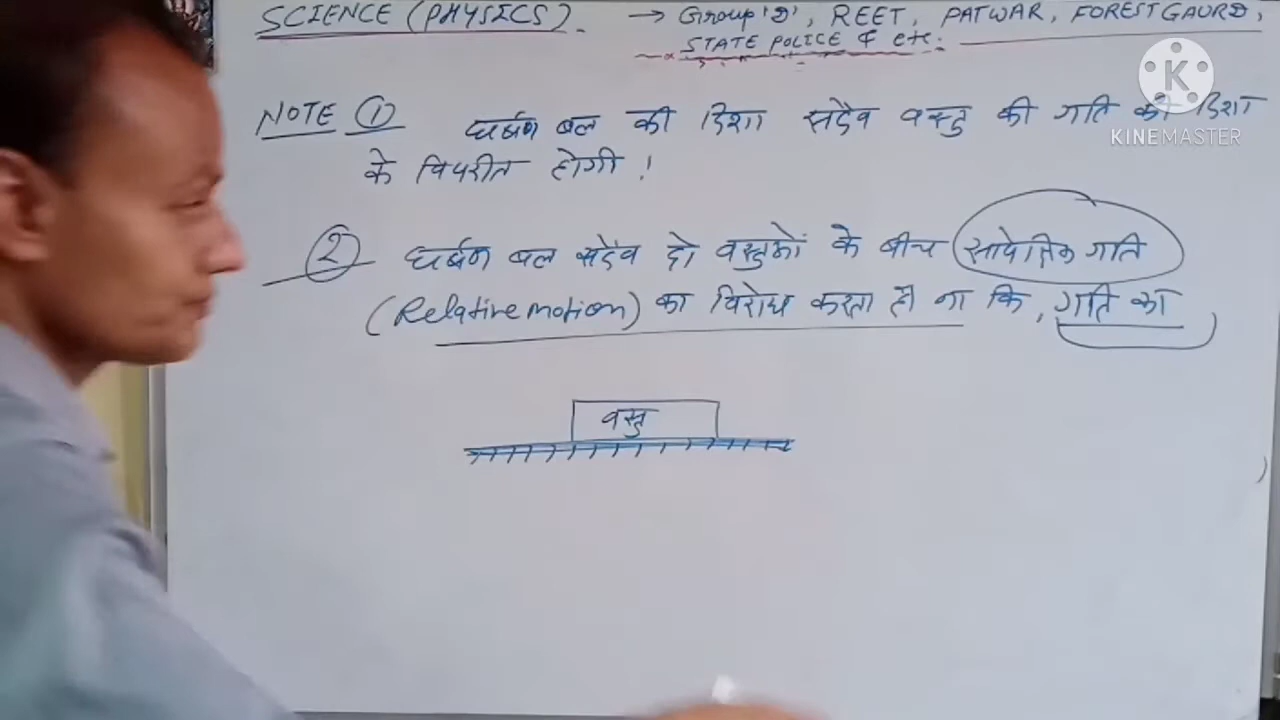 SCIENCE (PHYSICS). → Group 'D', REET, PATWAR, FOREST GAURD,
STATE POLICE & etc.
NOTE ① घर्षण बल की दिशा सदैव वस्तु की गति की दिशा
के विपरीत होगी !
② घर्षण बल सदैव दो वस्तुओं के बीच सापेक्षिक गति
(Relative motion) का विरोध करता है ना कि, गति का
वस्तु
K
KINEMASTER